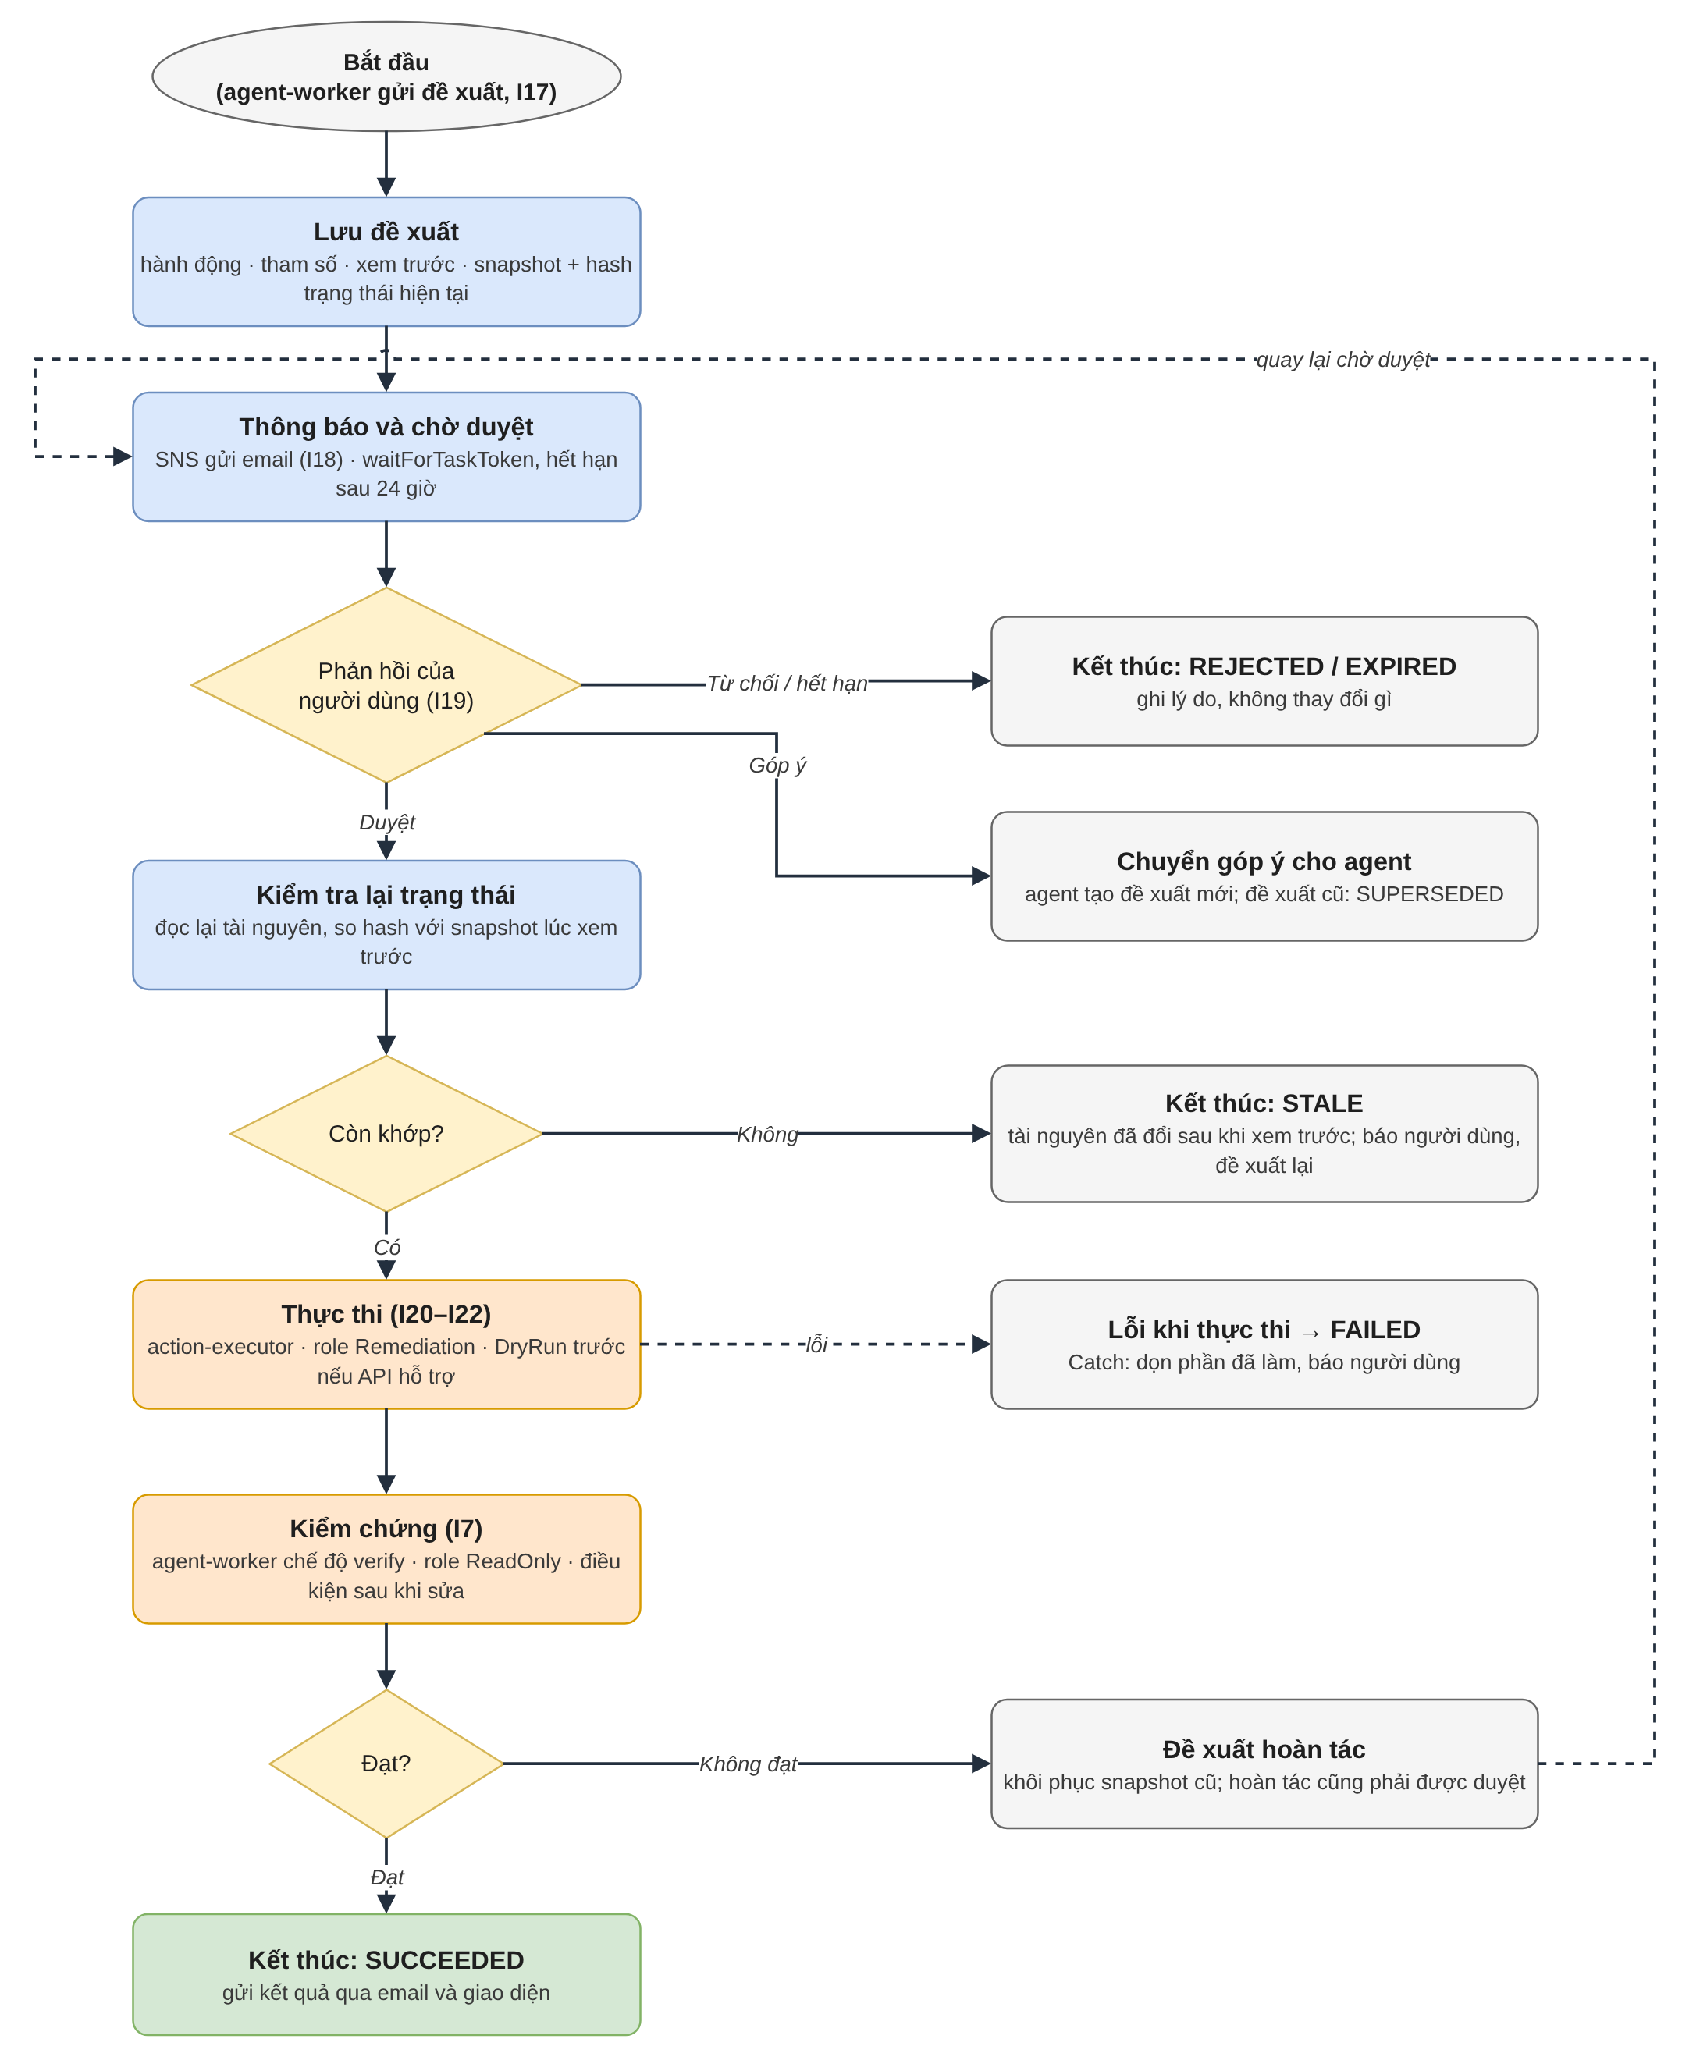 Bắt đầu
(agent-worker gửi đề xuất, I17)
Lưu đề xuất
hành động · tham số · xem trước · snapshot + hash
trạng thái hiện tại
quay lại chờ duyệt
Thông báo và chờ duyệt
SNS gửi email (I18) · waitForTaskToken, hết hạn
sau 24 giờ
Phản hồi của
người dùng (I19)
Từ chối / hết hạn
Kết thúc: REJECTED / EXPIRED
ghi lý do, không thay đổi gì
Góp ý
Duyệt
Chuyển góp ý cho agent
agent tạo đề xuất mới; đề xuất cũ: SUPERSEDED
Kiểm tra lại trạng thái
đọc lại tài nguyên, so hash với snapshot lúc xem
trước
Còn khớp?
Không
Kết thúc: STALE
tài nguyên đã đổi sau khi xem trước; báo người dùng,
đề xuất lại
Có
Thực thi (I20–I22)
action-executor · role Remediation · DryRun trước
nếu API hỗ trợ
lỗi
Lỗi khi thực thi → FAILED
Catch: dọn phần đã làm, báo người dùng
Kiểm chứng (I7)
agent-worker chế độ verify · role ReadOnly · điều
kiện sau khi sửa
Đạt?
Không đạt
Đề xuất hoàn tác
khôi phục snapshot cũ; hoàn tác cũng phải được duyệt
Đạt
Kết thúc: SUCCEEDED
gửi kết quả qua email và giao diện